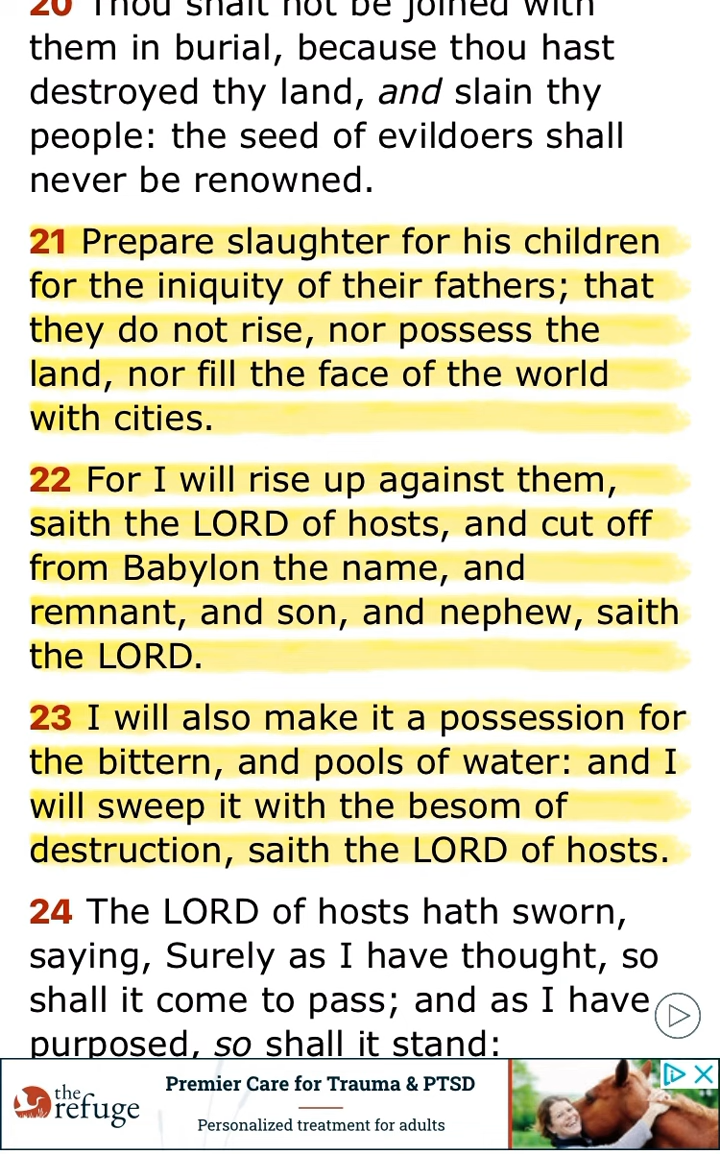 20 Thou shalt not be joined with
them in burial, because thou hast
destroyed thy land, and slain thy
people: the seed of evildoers shall
never be renowned.
21 Prepare slaughter for his children
for the iniquity of their fathers; that
they do not rise, nor possess the
land, nor fill the face of the world
with cities.
22 For I will rise up against them,
saith the LORD of hosts, and cut off
from Babylon the name, and
remnant, and son, and nephew, saith
the LORD.
23 I will also make it a possession for
the bittern, and pools of water: and I
will sweep it with the besom of
destruction, saith the LORD of hosts.
24 The LORD of hosts hath sworn,
saying, Surely as I have thought, so
shall it come to pass; and as I have
purposed, so shall it stand:
the refuge
Premier Care for Trauma & PTSD
Personalized treatment for adults